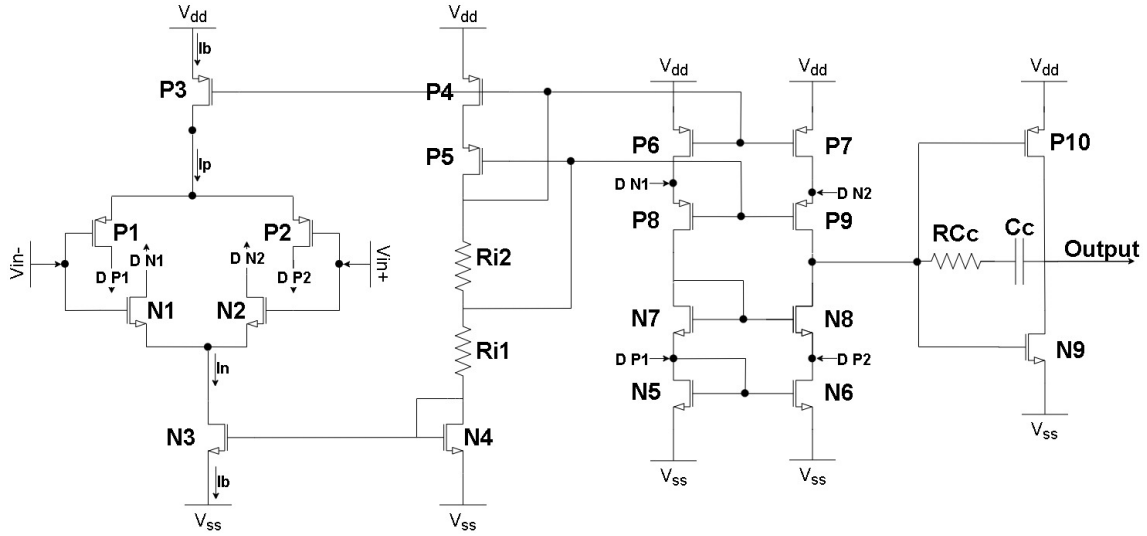 Vdd
Ib
P3
Ip
P1
P2
D N1
D N2
D P1
D P2
Vin-
Vin+
N1
N2
In
N3
Ib
Vss
Vdd
P4
P5
Ri2
Ri1
N4
Vss
Vdd
Vdd
P6
P7
D N1
D N2
P8
P9
N7
N8
D P1
D P2
N5
N6
Vss
Vss
Vdd
P10
RCc
Cc
Output
N9
Vss